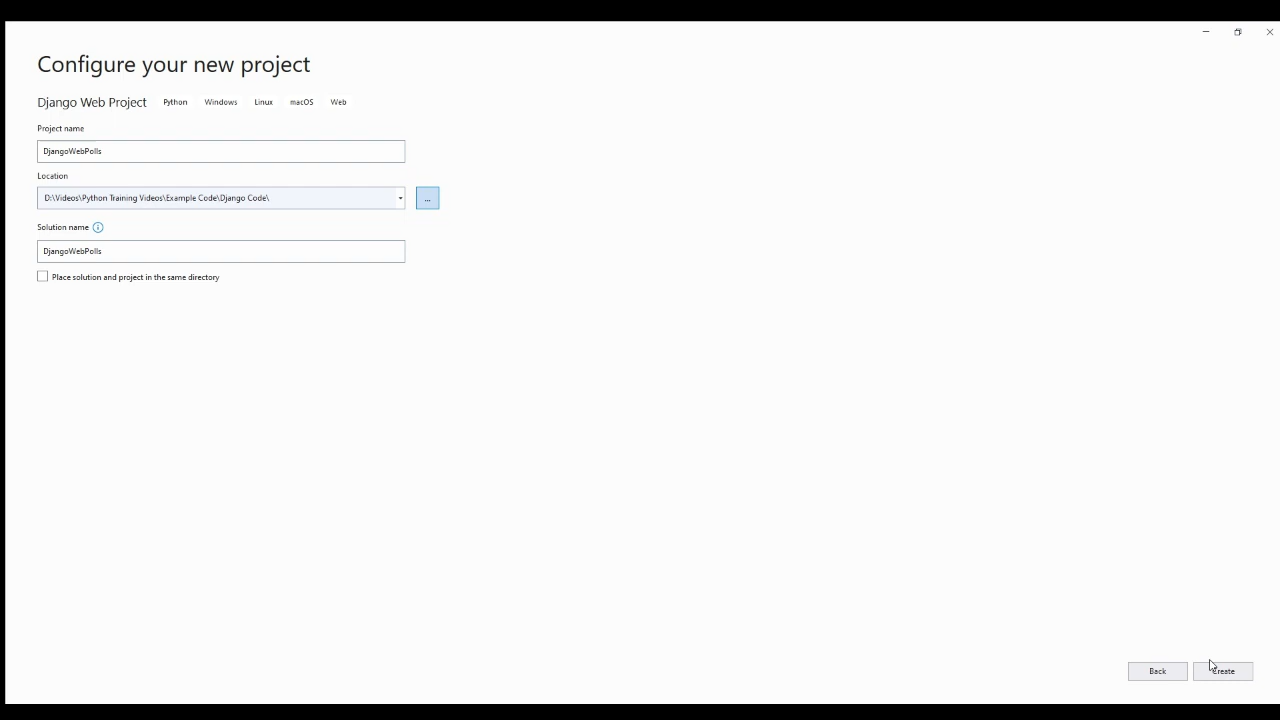 Configure your new project
Django Web Project Python Windows Linux macOS Web
Project name
DjangoWebPolls
Location
D:\Videos\Python Training Videos\Example Code\Django Code\
...
Solution name
DjangoWebPolls
Place solution and project in the same directory
Back Create